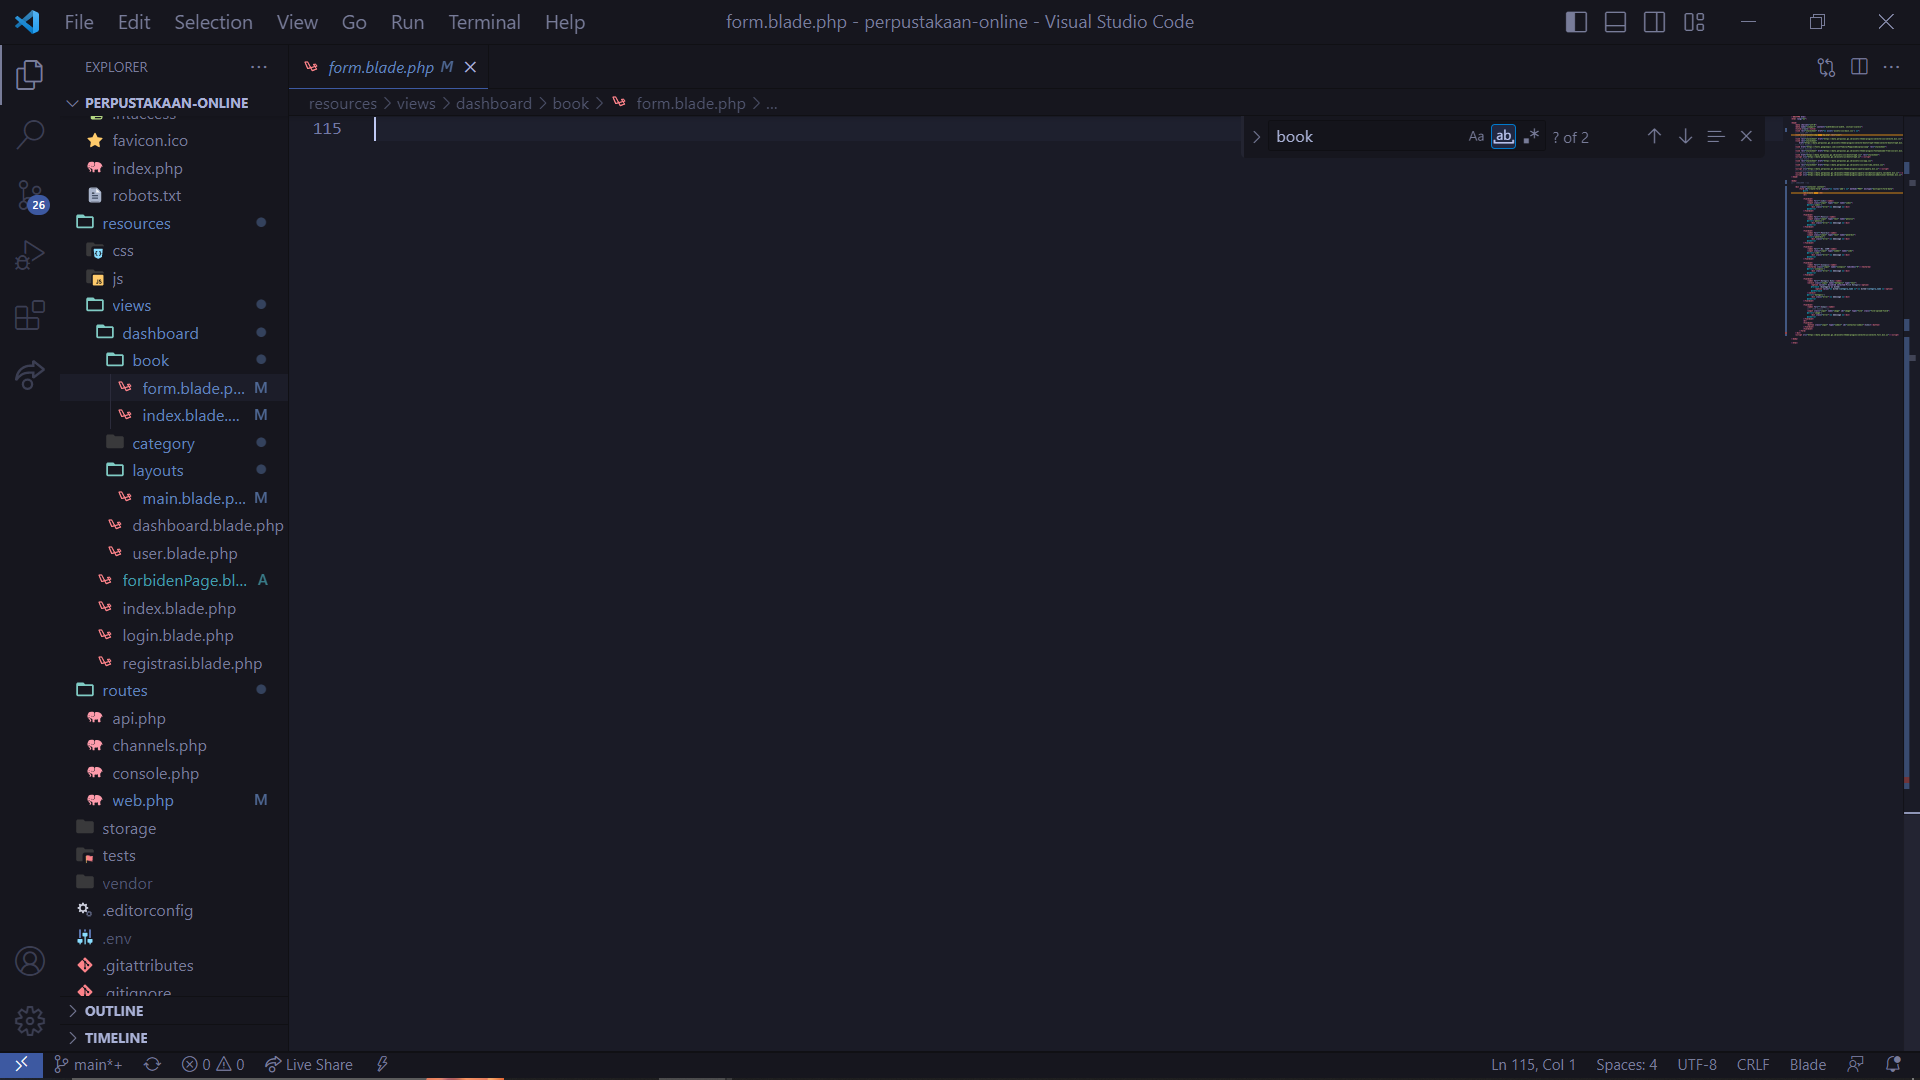 File Edit Selection View Go Run Terminal Help
form.blade.php - perpustakaan-online - Visual Studio Code
EXPLORER
form.blade.php M
PERPUSTAKAAN-ONLINE
resources > views > dashboard > book > form.blade.php > ...
115
book
Aa ab .* ? of 2
.htaccess
favicon.ico
index.php
robots.txt
26
resources
css
js
views
dashboard
book
form.blade.p... M
index.blade.... M
category
layouts
main.blade.p... M
dashboard.blade.php
user.blade.php
forbidenPage.bl... A
index.blade.php
login.blade.php
registrasi.blade.php
routes
api.php
channels.php
console.php
web.php M
storage
tests
vendor
.editorconfig
.env
.gitattributes
.gitignore
OUTLINE
TIMELINE
main*+ 0 0 Live Share
Ln 115, Col 1 Spaces: 4 UTF-8 CRLF Blade